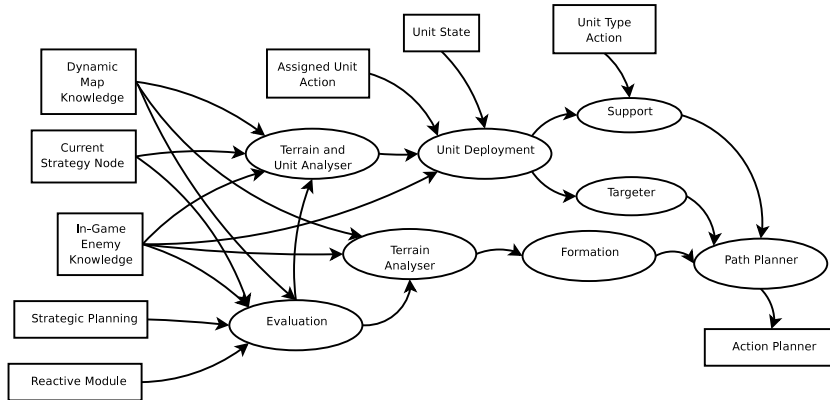 Unit State
Unit Type
Action
Dynamic
Map
Knowledge
Assigned Unit
Action
Support
Current
Strategy Node
Terrain and
Unit Analyser
Unit Deployment
Targeter
In-Game
Enemy
Knowledge
Terrain
Analyser
Formation
Path Planner
Strategic Planning
Evaluation
Action Planner
Reactive Module